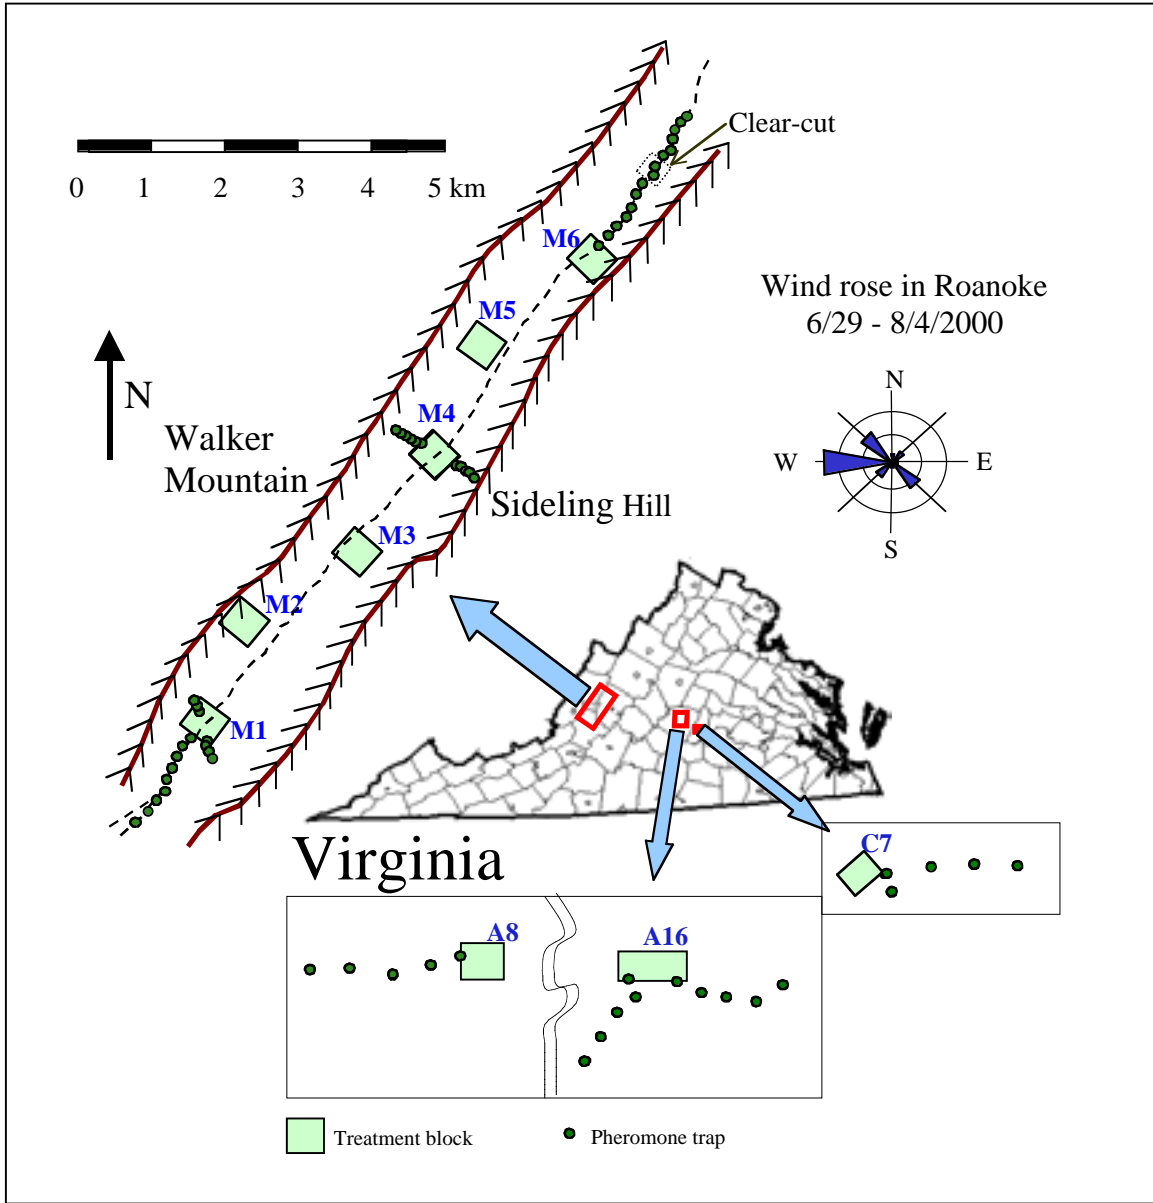 Clear-cut
0 1 2 3 4 5 km
M6
Wind rose in Roanoke
6/29 - 8/4/2000
M5
N
N
M4
Walker
Mountain
W
E
Sideling Hill
S
M3
M2
M1
Virginia
C7
A8
A16
Treatment block
Pheromone trap